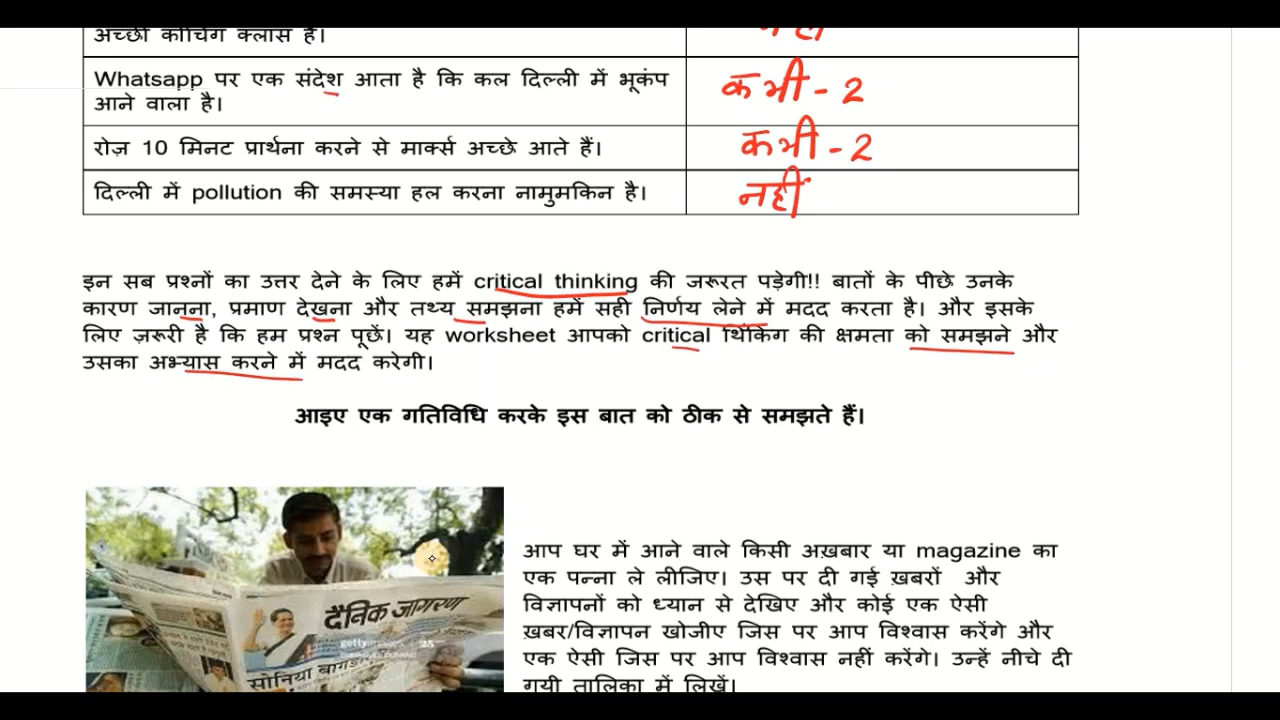 अच्छी कोचिंग क्लास है।
नहीं
Whatsapp पर एक संदेश आता है कि कल दिल्ली में भूकंप
आने वाला है।
कभी - 2
रोज़ 10 मिनट प्रार्थना करने से मार्क्स अच्छे आते हैं।
कभी - 2
दिल्ली में pollution की समस्या हल करना नामुमकिन है।
नहीं
इन सब प्रश्नों का उत्तर देने के लिए हमें critical thinking की जरूरत पड़ेगी!! बातों के पीछे उनके
कारण जानना, प्रमाण देखना और तथ्य समझना हमें सही निर्णय लेने में मदद करता है। और इसके
लिए ज़रूरी है कि हम प्रश्न पूछें। यह worksheet आपको critical थिंकिंग की क्षमता को समझने और
उसका अभ्यास करने में मदद करेगी।
आइए एक गतिविधि करके इस बात को ठीक से समझते हैं।
दैनिक जागरण
gettyimages
सोनिया
आप घर में आने वाले किसी अख़बार या magazine का
एक पन्ना ले लीजिए। उस पर दी गई ख़बरों और
विज्ञापनों को ध्यान से देखिए और कोई एक ऐसी
ख़बर/विज्ञापन खोजीए जिस पर आप विश्वास करेंगे और
एक ऐसी जिस पर आप विश्वास नहीं करेंगे। उन्हें नीचे दी
गयी तालिका में लिखें।